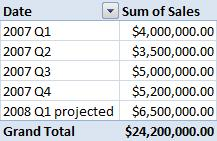 Date Sum of Sales
2007 Q1 $4,000,000.00
2007 Q2 $3,500,000.00
2007 Q3 $5,000,000.00
2007 Q4 $5,200,000.00
2008 Q1 projected $6,500,000.00
Grand Total $24,200,000.00